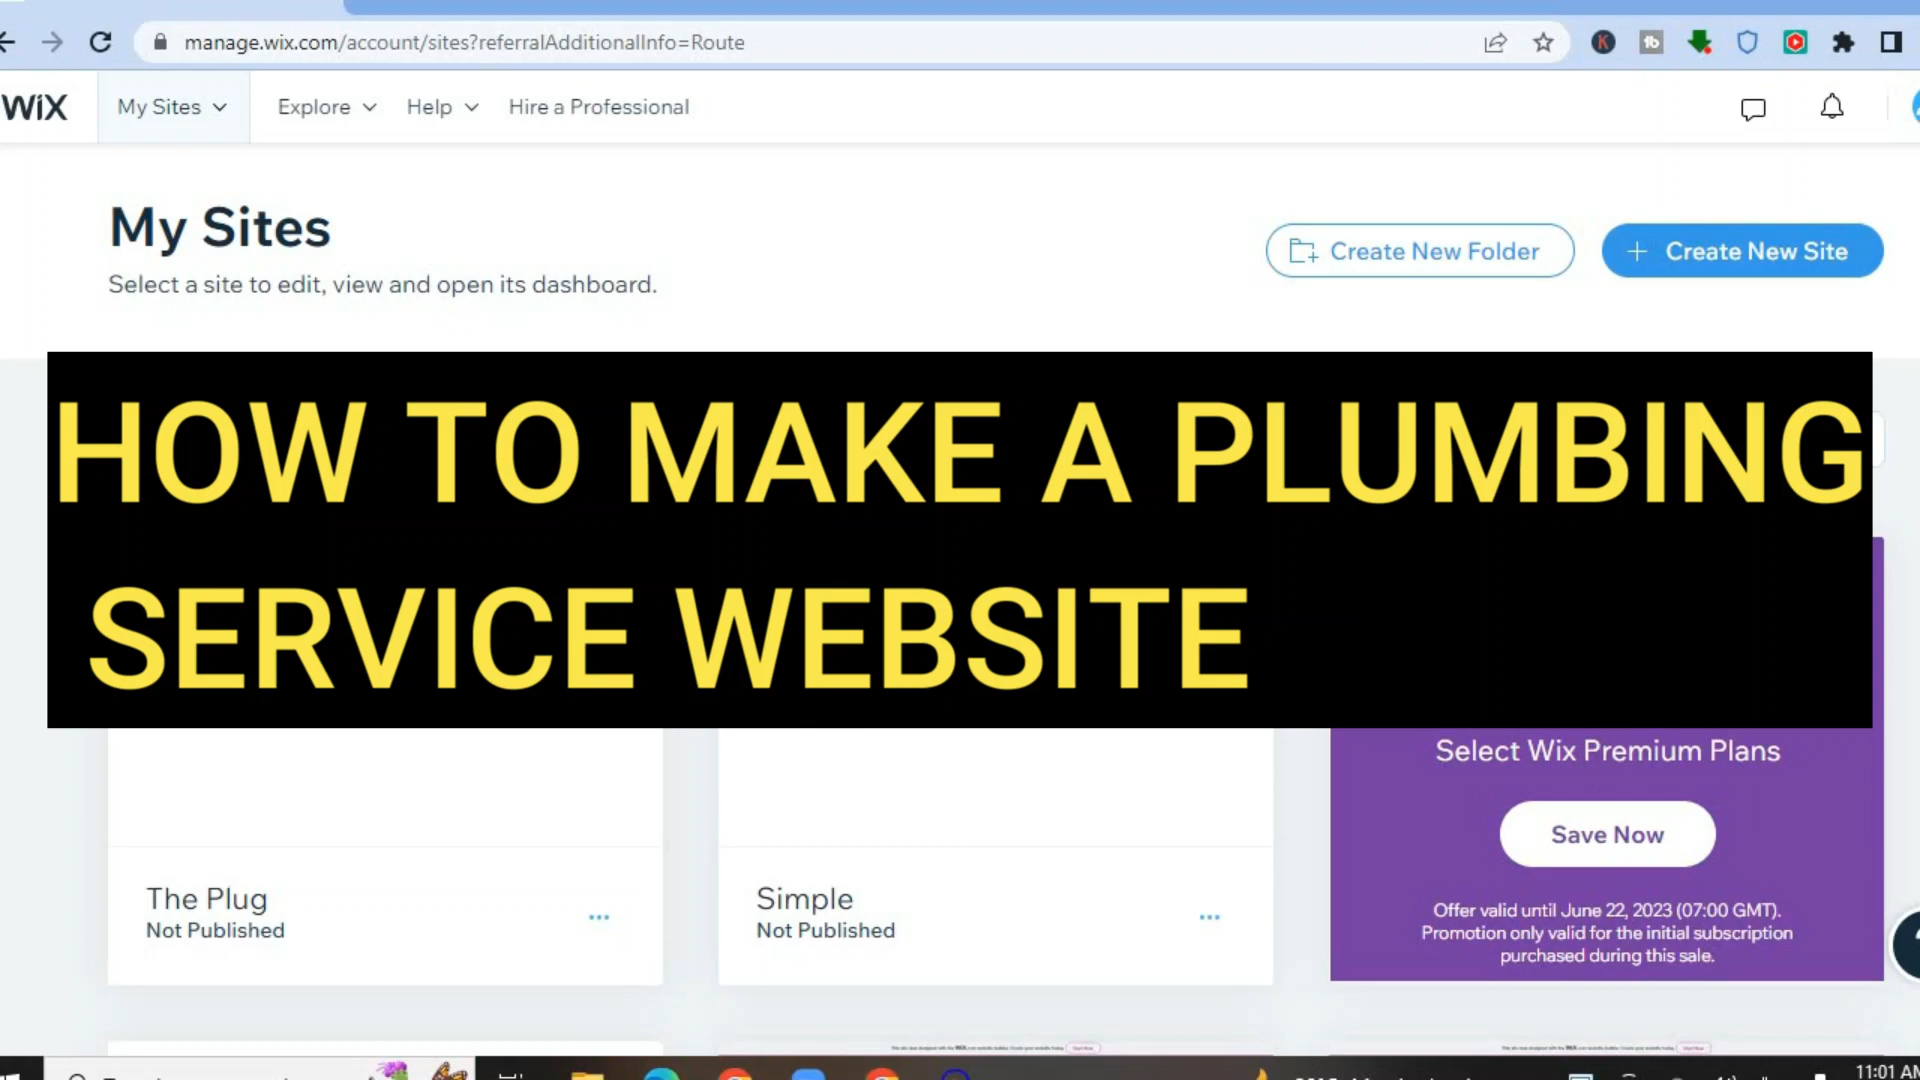 manage.wix.com/account/sites?referralAdditionalInfo=Route
WiX
My Sites
Explore
Help
Hire a Professional
My Sites
Select a site to edit, view and open its dashboard.
Create New Folder
+ Create New Site
HOW TO MAKE A PLUMBING
SERVICE WEBSITE
Select Wix Premium Plans
Save Now
Offer valid until June 22, 2023 (07:00 GMT).
Promotion only valid for the initial subscription
purchased during this sale.
The Plug
Not Published
Simple
Not Published
11:01 AM